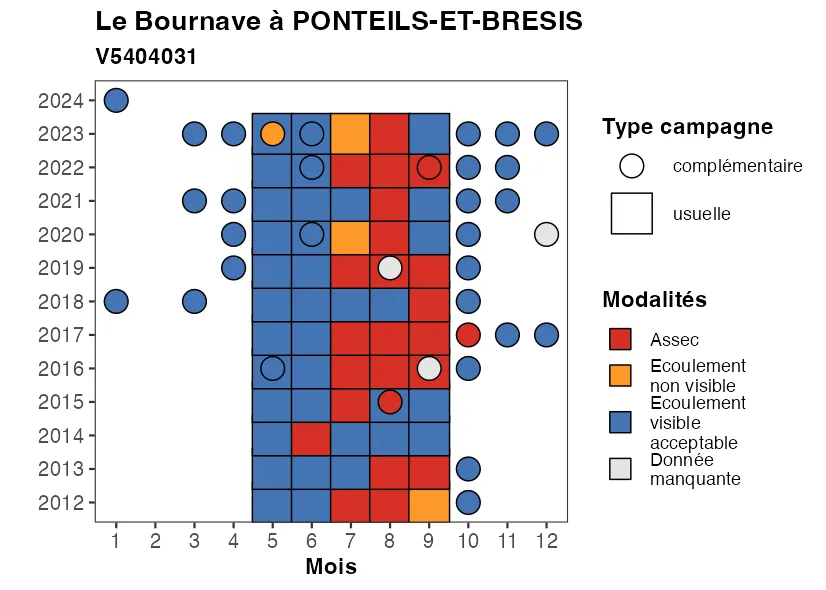 Le Bournave à PONTEILS-ET-BRESIS
V5404031
2024
2023
2022
2021
2020
2019
2018
2017
2016
2015
2014
2013
2012
1 2 3 4 5 6 7 8 9 10 11 12
Mois
Type campagne
complémentaire
usuelle
Modalités
Assec
Ecoulement
non visible
Ecoulement
visible
acceptable
Donnée
manquante